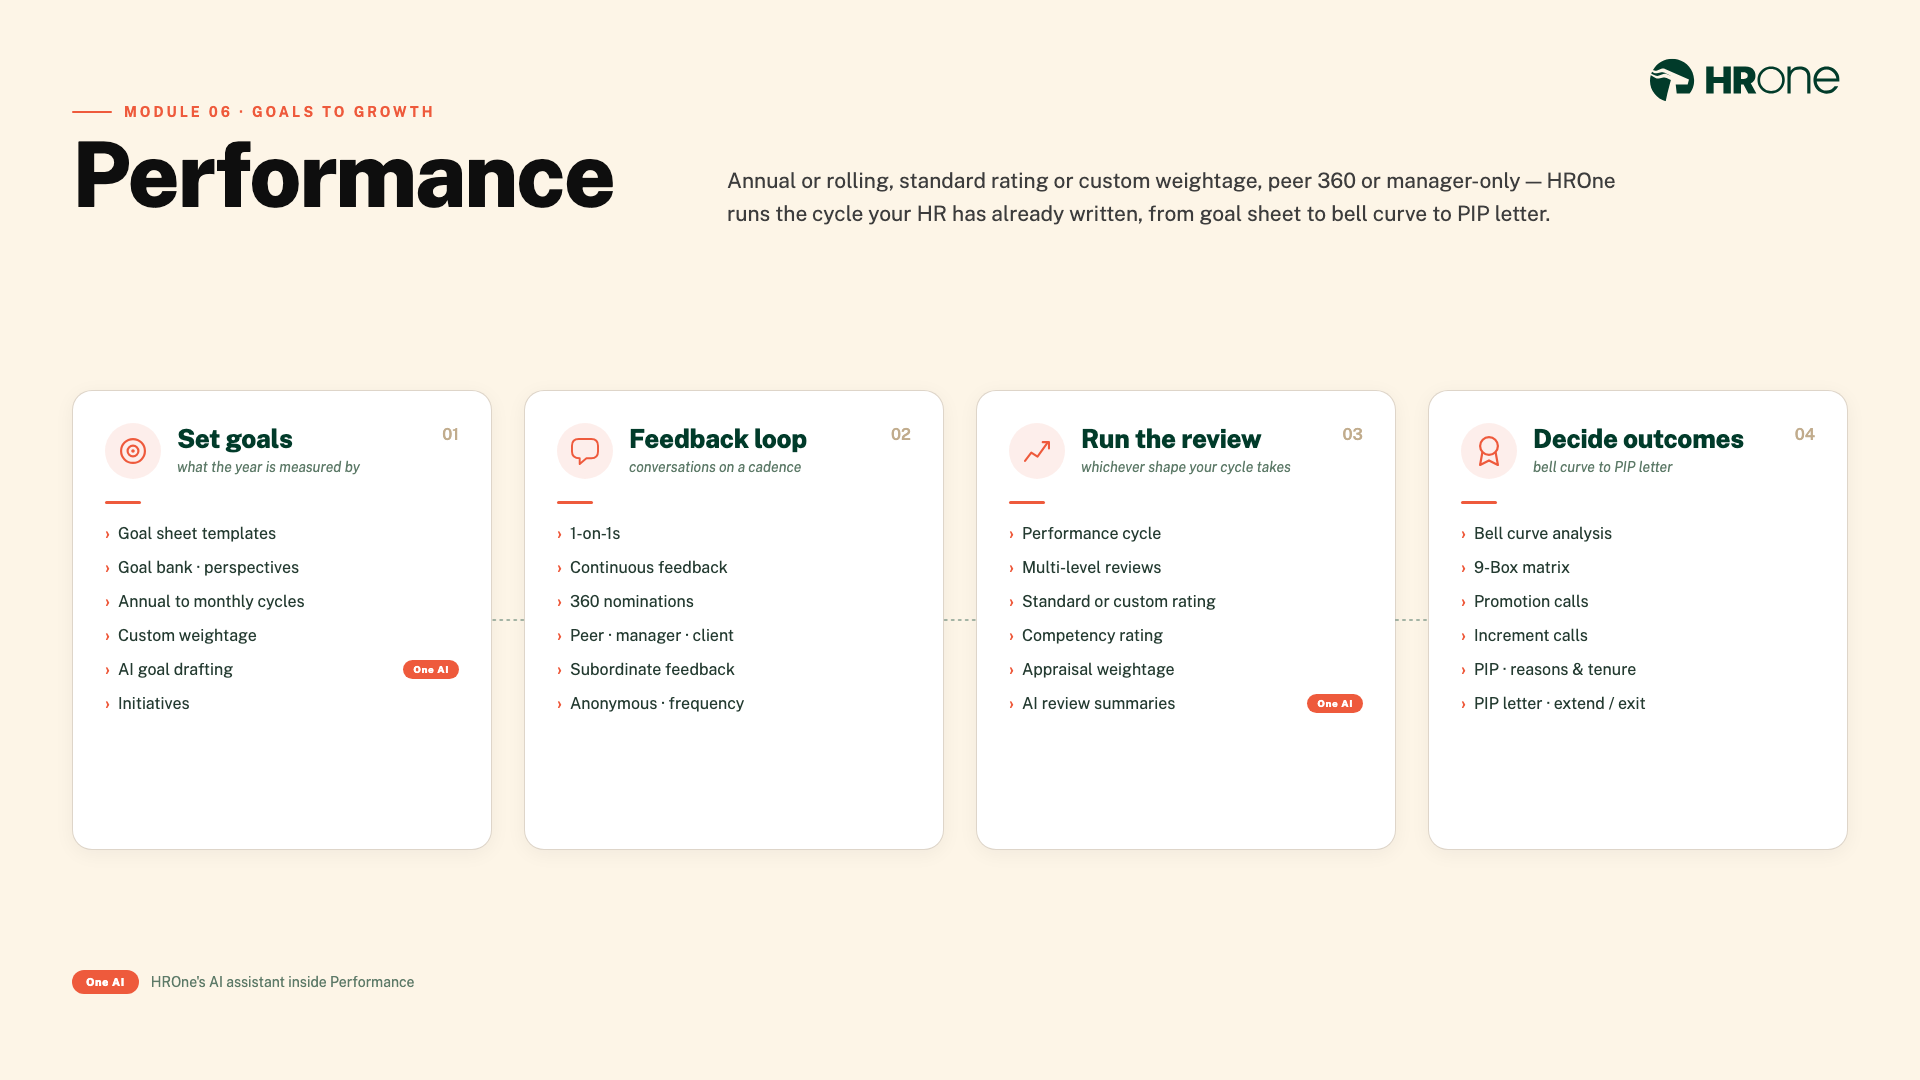 HRone
MODULE 06 · GOALS TO GROWTH
Performance
Annual or rolling, standard rating or custom weightage, peer 360 or manager-only — HROne
runs the cycle your HR has already written, from goal sheet to bell curve to PIP letter.
Set goals
01
what the year is measured by
› Goal sheet templates
› Goal bank · perspectives
› Annual to monthly cycles
› Custom weightage
› AI goal drafting One AI
› Initiatives
Feedback loop
02
conversations on a cadence
› 1-on-1s
› Continuous feedback
› 360 nominations
› Peer · manager · client
› Subordinate feedback
› Anonymous · frequency
Run the review
03
whichever shape your cycle takes
› Performance cycle
› Multi-level reviews
› Standard or custom rating
› Competency rating
› Appraisal weightage
› AI review summaries One AI
Decide outcomes
04
bell curve to PIP letter
› Bell curve analysis
› 9-Box matrix
› Promotion calls
› Increment calls
› PIP · reasons & tenure
› PIP letter · extend / exit
One AI HROne's AI assistant inside Performance